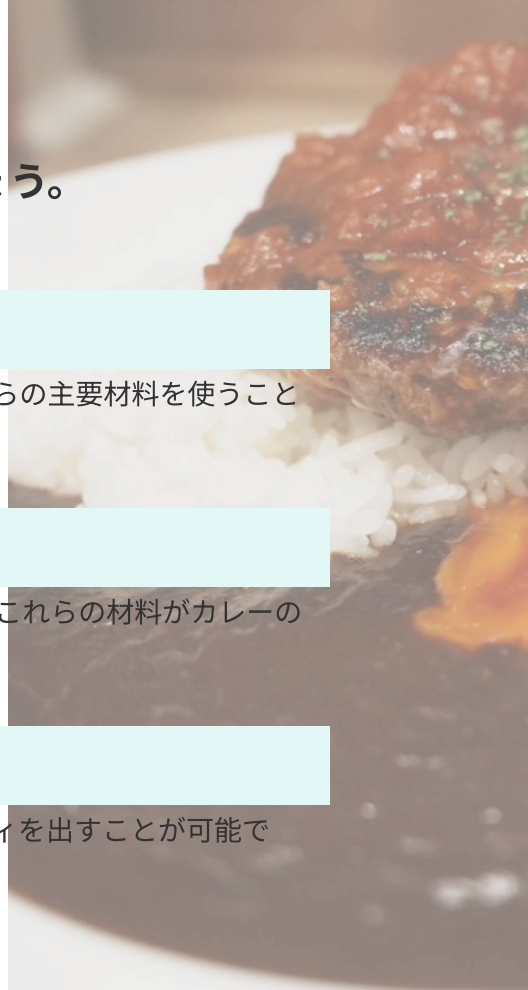 ょう。
らの主要材料を使うこと
これらの材料がカレーの
ィを出すことが可能で